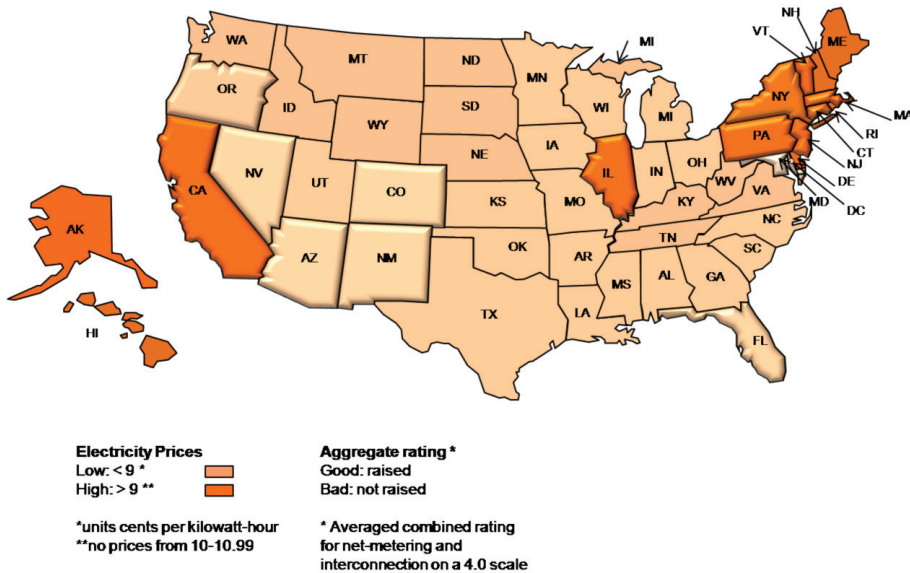 NH
VT
MI
ME
WA
MT
ND
MN
OR
ID
SD
WI
NY
MA
WY
MI
RI
IA
PA
CT
NE
NJ
NV
OH
IL
IN
DE
UT
CO
WV
CA
VA
MD
KS
MO
KY
DC
AK
NC
TN
OK
AZ
NM
AR
SC
MS
AL
GA
TX
LA
HI
FL
Electricity Prices
Low: < 9 *
High: > 9 **
*units cents per kilowatt-hour
**no prices from 10-10.99
Aggregate rating *
Good: raised
Bad: not raised
* Averaged combined rating
for net-metering and
interconnection on a 4.0 scale